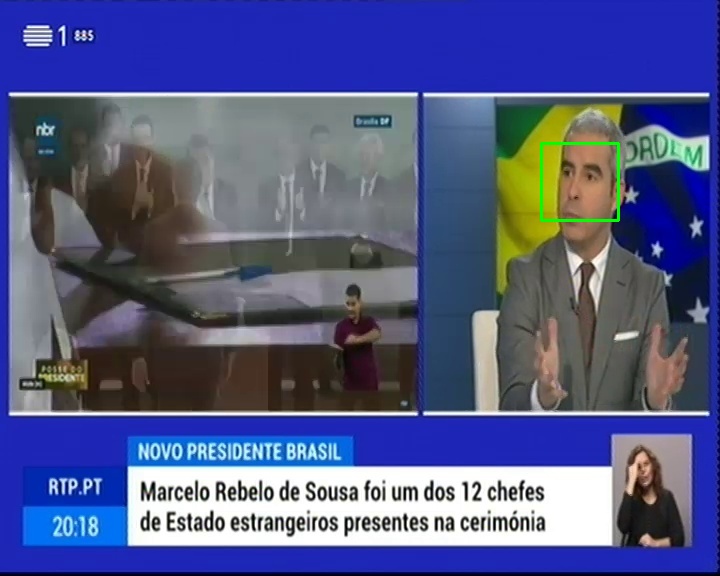 1 885
nbr
Brasília DF
ORDEM
POSSE DO
PRESIDENTE
NOVO PRESIDENTE BRASIL
RTP.PT
Marcelo Rebelo de Sousa foi um dos 12 chefes
20:18
de Estado estrangeiros presentes na cerimónia